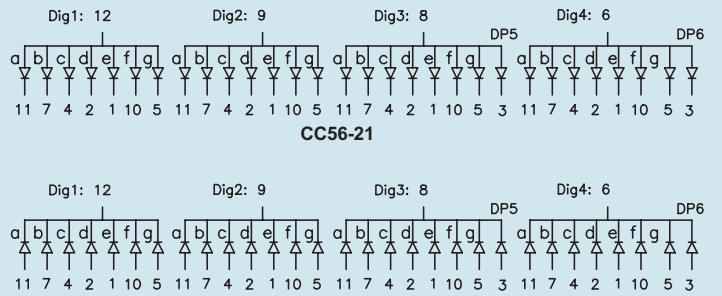 Dig1: 12 Dig2: 9 Dig3: 8 Dig4: 6
DP5 DP6
a b c d e f g a b c d e f g a b c d e f g a b c d e f g
11 7 4 2 1 10 5 11 7 4 2 1 10 5 11 7 4 2 1 10 5 3 11 7 4 2 1 10 5 3
CC56-21
Dig1: 12 Dig2: 9 Dig3: 8 Dig4: 6
DP5 DP6
a b c d e f g a b c d e f g a b c d e f g a b c d e f g
11 7 4 2 1 10 5 11 7 4 2 1 10 5 11 7 4 2 1 10 5 3 11 7 4 2 1 10 5 3